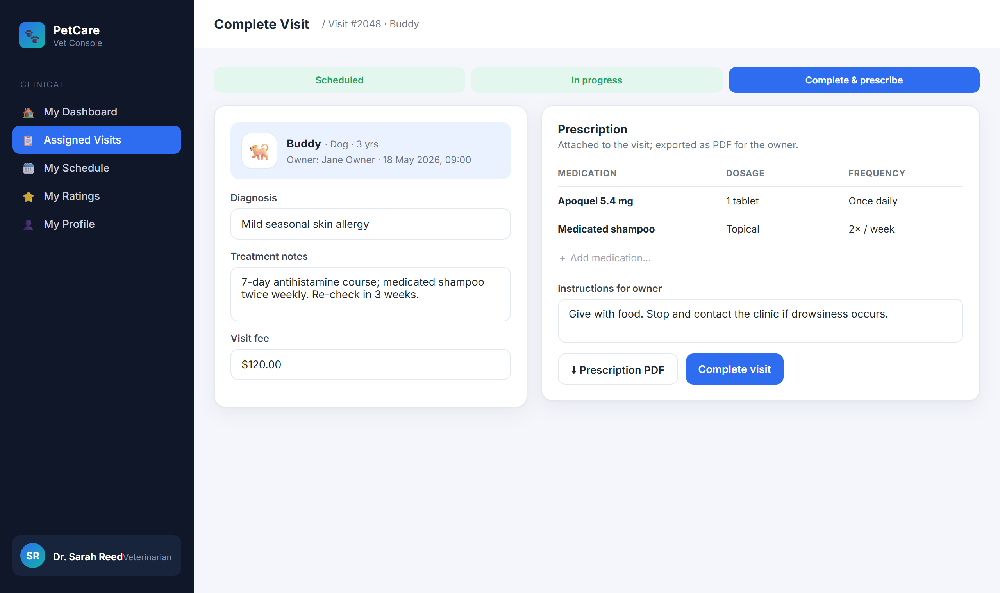 PetCare
Vet Console
CLINICAL
My Dashboard
Assigned Visits
My Schedule
My Ratings
My Profile
SR
Dr. Sarah Reed Veterinarian
Complete Visit / Visit #2048 · Buddy
Scheduled
In progress
Complete & prescribe
Buddy · Dog · 3 yrs
Owner: Jane Owner · 18 May 2026, 09:00
Diagnosis
Mild seasonal skin allergy
Treatment notes
7-day antihistamine course; medicated shampoo
twice weekly. Re-check in 3 weeks.
Visit fee
$120.00
Prescription
Attached to the visit; exported as PDF for the owner.
MEDICATION DOSAGE FREQUENCY
Apoquel 5.4 mg 1 tablet Once daily
Medicated shampoo Topical 2× / week
+ Add medication...
Instructions for owner
Give with food. Stop and contact the clinic if drowsiness occurs.
⬇ Prescription PDF
Complete visit